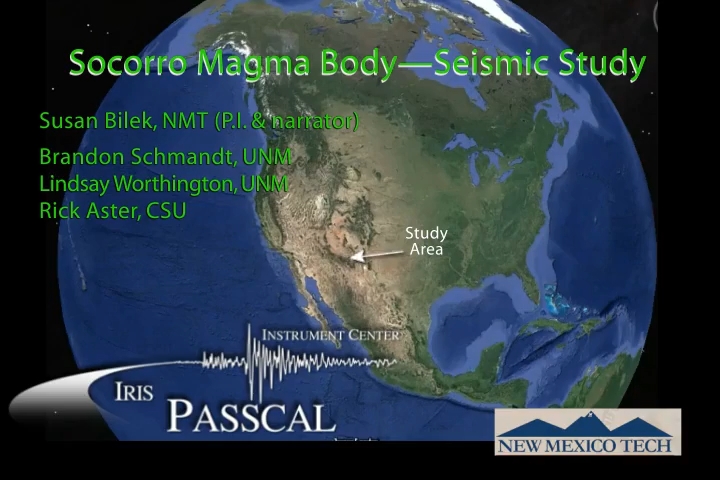 Socorro Magma Body—Seismic Study
Susan Bilek, NMT (P.I. & narrator)
Brandon Schmandt, UNM
Lindsay Worthington, UNM
Rick Aster, CSU
Study
Area
INSTRUMENT CENTER
IRIS
PASSCAL
NEW MEXICO TECH